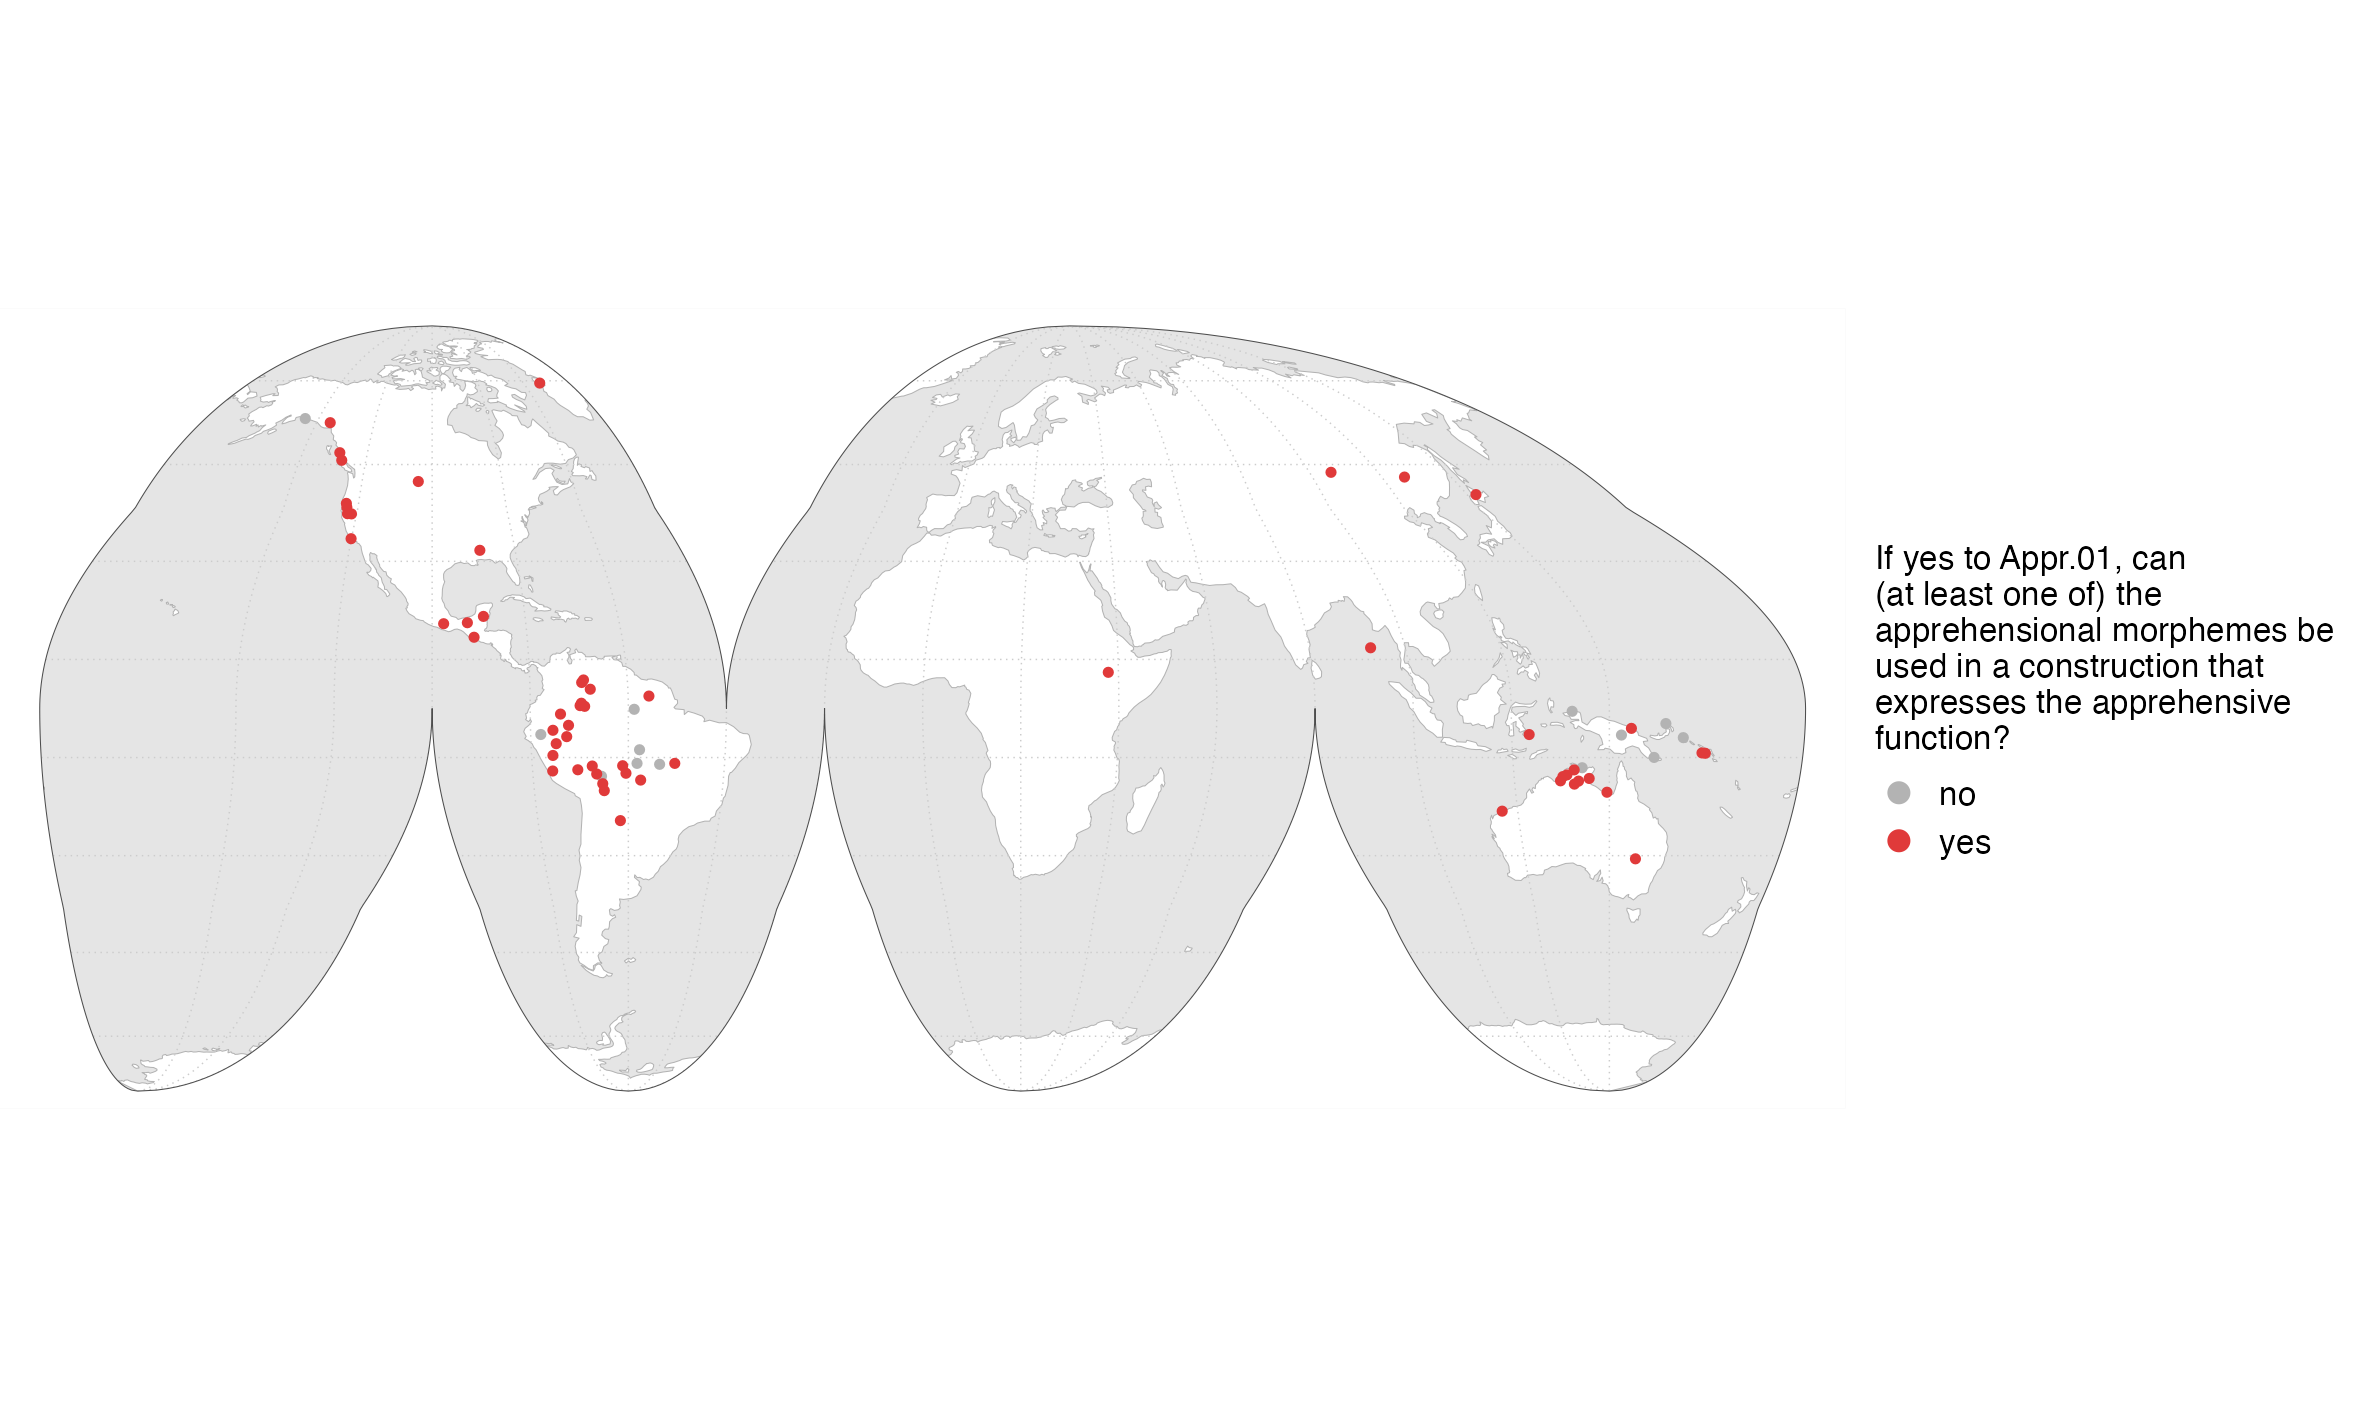 If yes to Appr.01, can
(at least one of) the
apprehensional morphemes be
used in a construction that
expresses the apprehensive
function?
no
yes